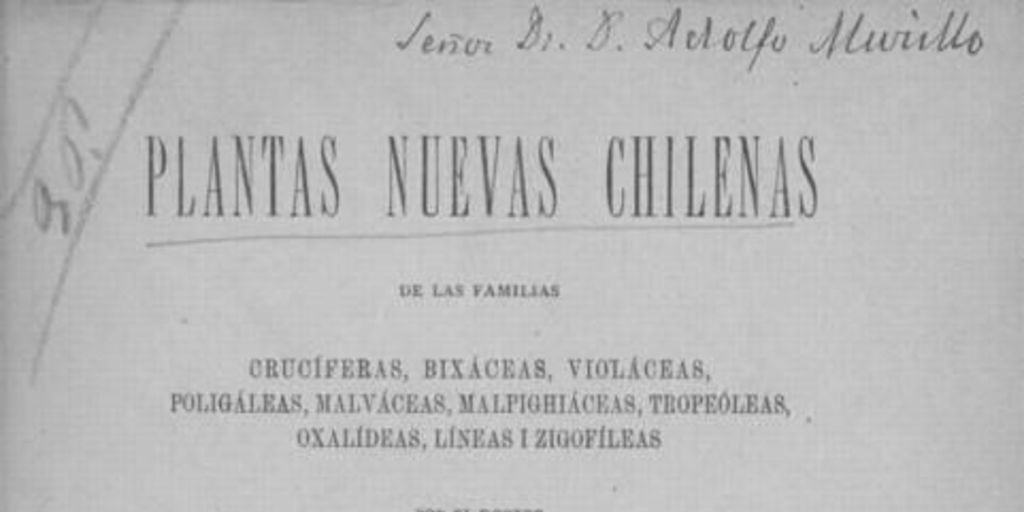 Señor Dr. D. Adolfo Murillo
PLANTAS NUEVAS CHILENAS
DE LAS FAMILIAS
CRUCÍFERAS, BIXÁCEAS, VIOLÁCEAS,
POLIGÁLEAS, MALVÁCEAS, MALPIGHIÁCEAS, TROPEÓLEAS,
OXALÍDEAS, LÍNEAS I ZIGOFÍLEAS